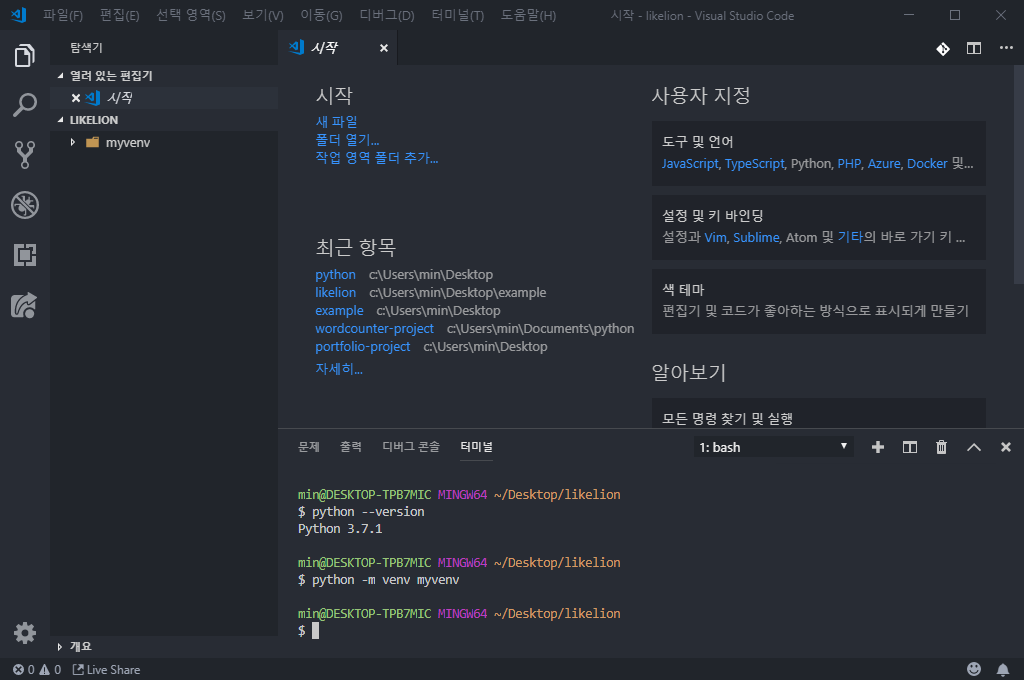 파일(F) 편집(E) 선택 영역(S) 보기(V) 이동(G) 디버그(D) 터미널(T) 도움말(H) 시작 - likelion - Visual Studio Code
탐색기
열려 있는 편집기
시작
LIKELION
myvenv
개요
시작
시작
새 파일
폴더 열기...
작업 영역 폴더 추가...
최근 항목
python c:\Users\min\Desktop
likelion c:\Users\min\Desktop\example
example c:\Users\min\Desktop
wordcounter-project c:\Users\min\Documents\python
portfolio-project c:\Users\min\Desktop
자세히...
사용자 지정
도구 및 언어
JavaScript, TypeScript, Python, PHP, Azure, Docker 및...
설정 및 키 바인딩
설정과 Vim, Sublime, Atom 및 기타의 바로 가기 키 ...
색 테마
편집기 및 코드가 좋아하는 방식으로 표시되게 만들기
알아보기
모든 명령 찾기 및 실행
문제 출력 디버그 콘솔 터미널 1: bash
min@DESKTOP-TPB7MIC MINGW64 ~/Desktop/likelion
$ python --version
Python 3.7.1
min@DESKTOP-TPB7MIC MINGW64 ~/Desktop/likelion
$ python -m venv myvenv
min@DESKTOP-TPB7MIC MINGW64 ~/Desktop/likelion
$
0 0 Live Share